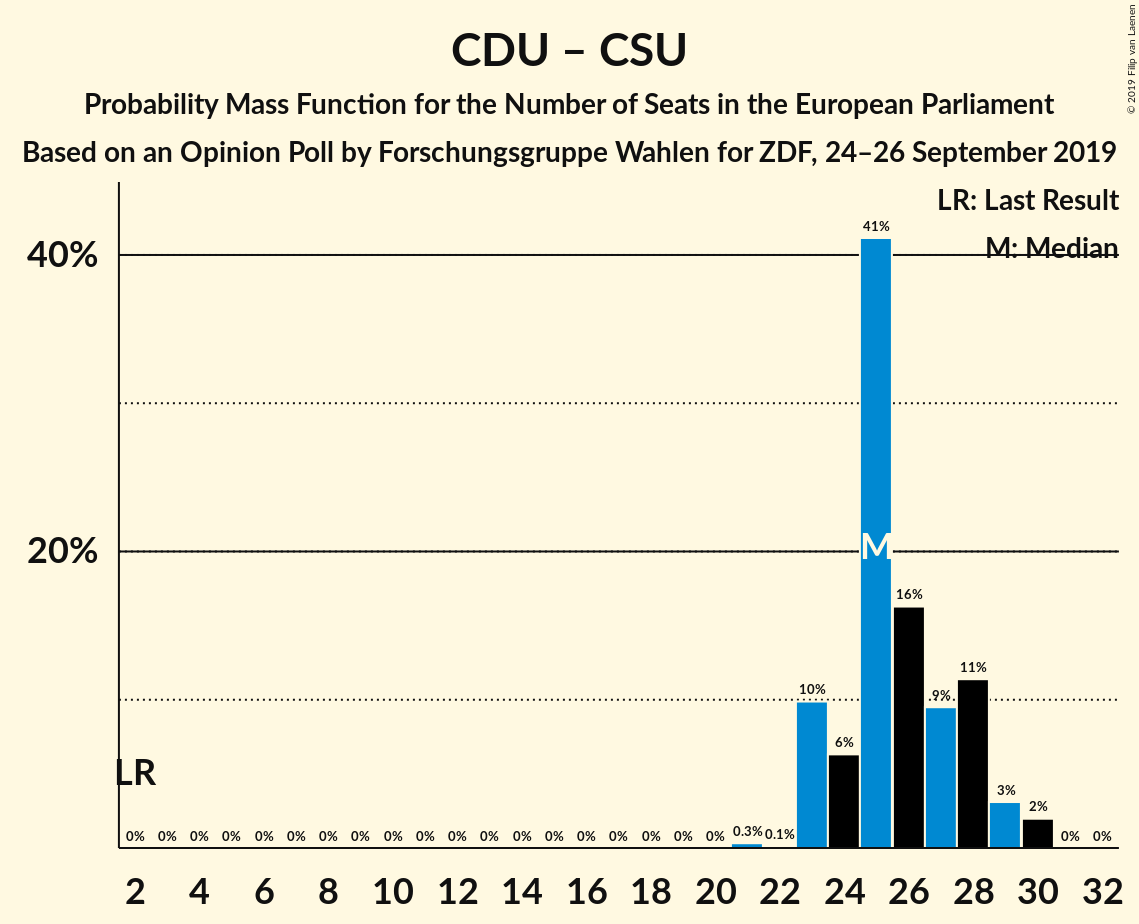 CDU – CSU
Probability Mass Function for the Number of Seats in the European Parliament
Based on an Opinion Poll by Forschungsgruppe Wahlen for ZDF, 24–26 September 2019
© 2019 Filip van Laenen
LR: Last Result
M: Median
41%
40%
M
20%
16%
11%
10%
9%
6%
LR
3%
2%
0% 0% 0% 0% 0% 0% 0% 0% 0% 0% 0% 0% 0% 0% 0% 0% 0% 0% 0% 0.3% 0.1% 0% 0%
2 4 6 8 10 12 14 16 18 20 22 24 26 28 30 32